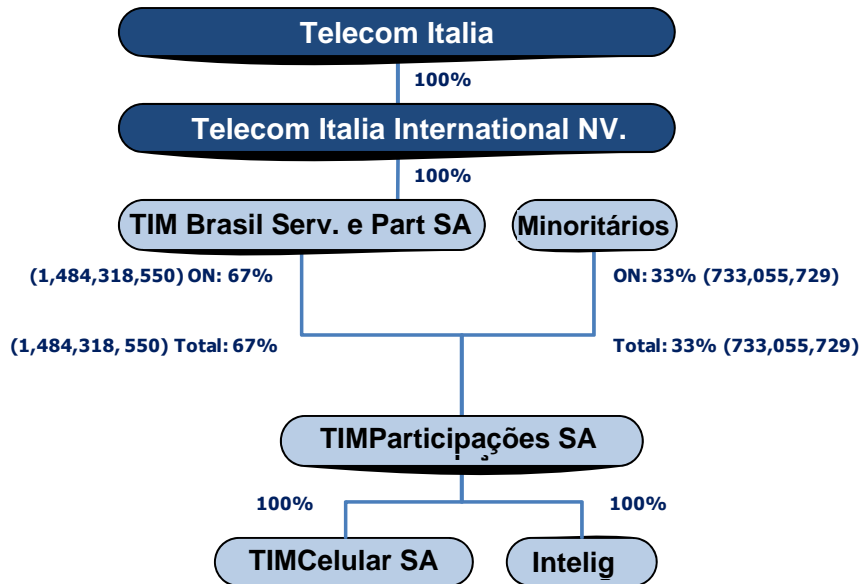 Telecom Italia
100%
Telecom Italia International NV.
100%
TIM Brasil Serv. e Part SA
Minoritários
(1,484,318,550) ON: 67%
ON: 33% (733,055,729)
(1,484,318, 550) Total: 67%
Total: 33% (733,055,729)
TIMParticipações SA
100%
100%
TIMCelular SA
Intelig